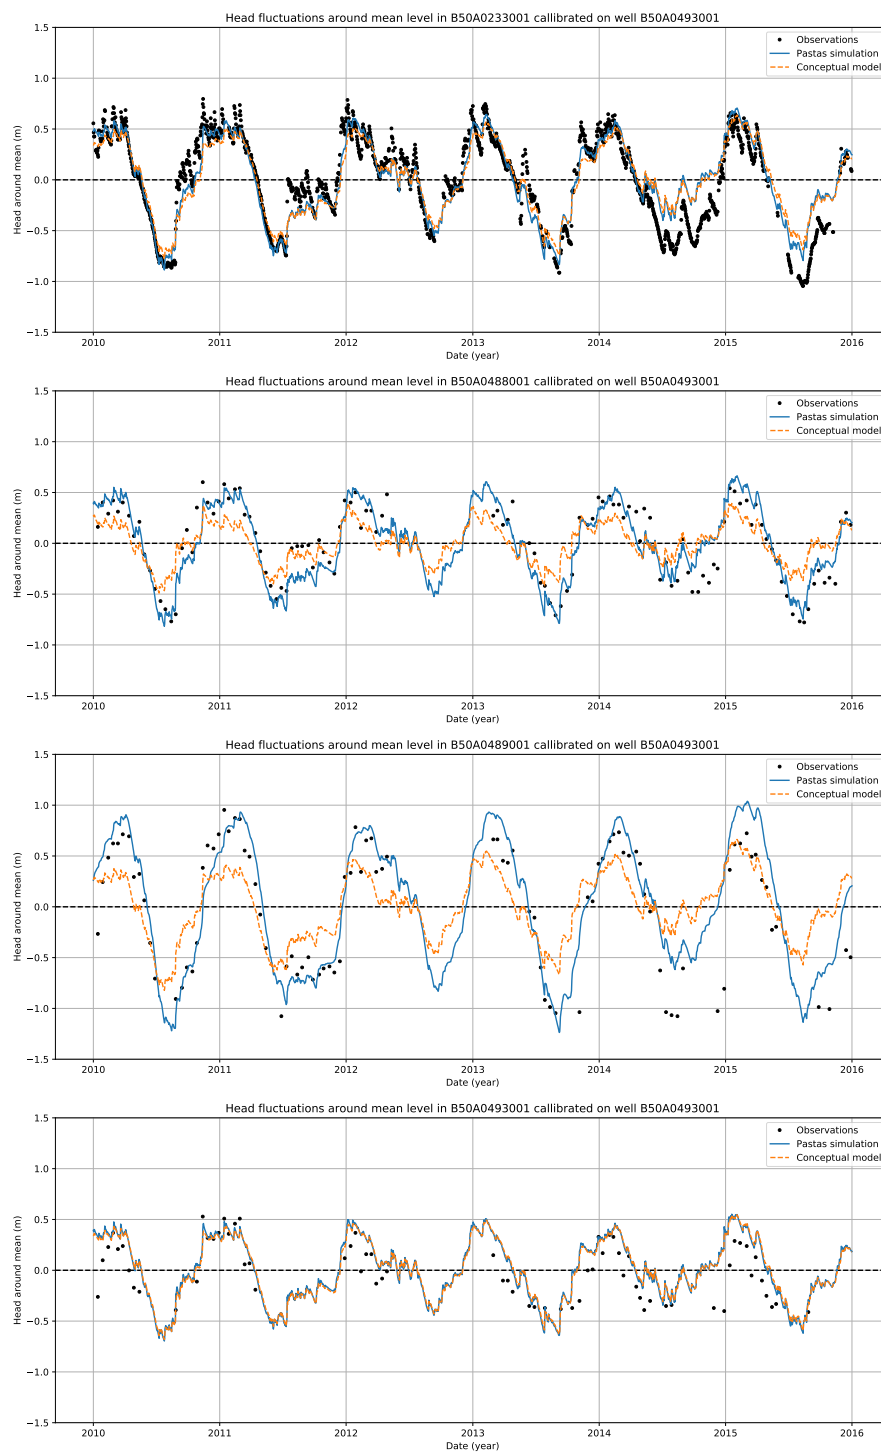 Head fluctuations around mean level in B50A0233001 callibrated on well B50A0493001
Observations
Pastas simulation
Conceptual model
Head around mean (m)
1.5
1.0
0.5
0.0
−0.5
−1.0
−1.5
2010 2011 2012 2013 2014 2015 2016
Date (year)
Head fluctuations around mean level in B50A0488001 callibrated on well B50A0493001
Observations
Pastas simulation
Conceptual model
Head around mean (m)
1.5
1.0
0.5
0.0
−0.5
−1.0
−1.5
2010 2011 2012 2013 2014 2015 2016
Date (year)
Head fluctuations around mean level in B50A0489001 callibrated on well B50A0493001
Observations
Pastas simulation
Conceptual model
Head around mean (m)
1.5
1.0
0.5
0.0
−0.5
−1.0
−1.5
2010 2011 2012 2013 2014 2015 2016
Date (year)
Head fluctuations around mean level in B50A0493001 callibrated on well B50A0493001
Observations
Pastas simulation
Conceptual model
Head around mean (m)
1.5
1.0
0.5
0.0
−0.5
−1.0
−1.5
2010 2011 2012 2013 2014 2015 2016
Date (year)